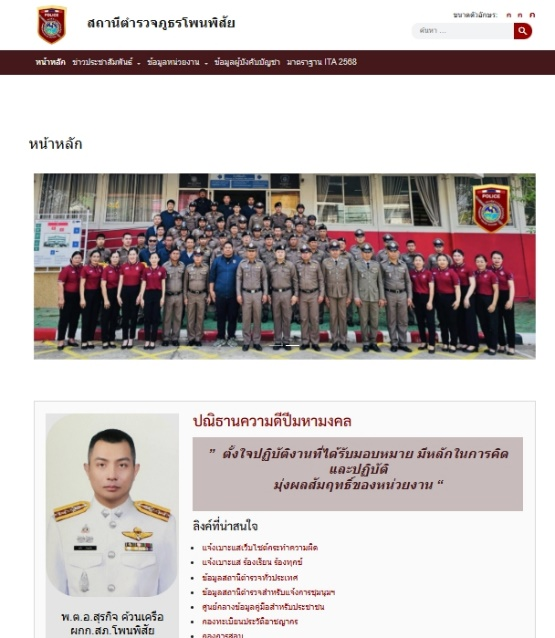 สถานีตำรวจภูธรโพนพิสัย
ขนาดตัวอักษร: ก ก ก
ค้นหา ...
หน้าหลัก ข่าวประชาสัมพันธ์ ข้อมูลหน่วยงาน ข้อมูลผู้บังคับบัญชา มาตรฐาน ITA 2568
หน้าหลัก
POLICE
ปณิธานความดีปีมหามงคล
” ตั้งใจปฏิบัติงานที่ได้รับมอบหมาย มีหลักในการคิด
และปฏิบัติ
มุ่งผลสัมฤทธิ์ของหน่วยงาน “
ลิงค์ที่น่าสนใจ
แจ้งเบาะแสเว็บไซต์กระทำความผิด
แจ้งเบาะแส ร้องเรียน ร้องทุกข์
ข้อมูลสถานีตำรวจทั่วประเทศ
ข้อมูลสถานีตำรวจสำหรับแจ้งการชุมนุมฯ
ศูนย์กลางข้อมูลคู่มือสำหรับประชาชน
กองทะเบียนประวัติอาชญากร
กองการสอบ
พ.ต.อ.สุรกิจ ค้วนเครือ
ผกก.สภ.โพนพิสัย